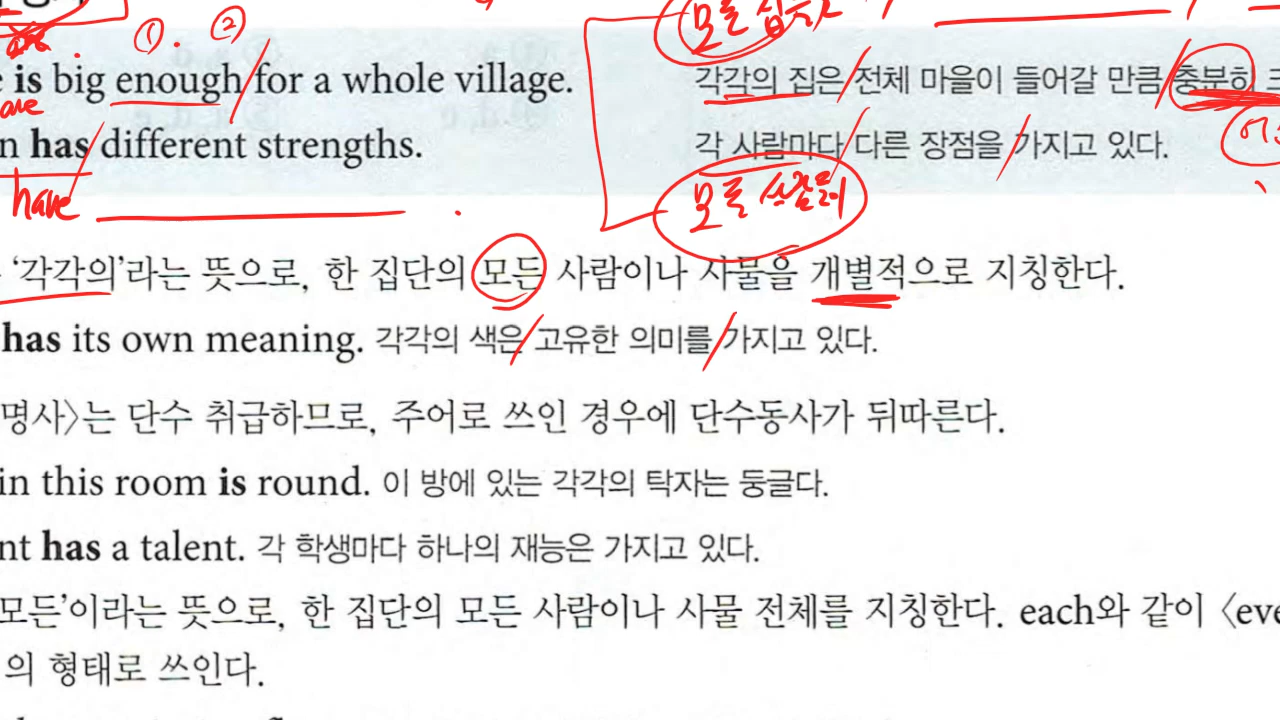 ① ②
is big enough for a whole village. 각각의 집은 전체 마을이 들어갈 만큼 충분히
are
has different strengths. 각 사람마다 다른 장점을 가지고 있다.
have
'각각의'라는 뜻으로, 한 집단의 모든 사람이나 사물을 개별적으로 지칭한다.
has its own meaning. 각각의 색은 고유한 의미를 가지고 있다.
명사〉는 단수 취급하므로, 주어로 쓰인 경우에 단수동사가 뒤따른다.
in this room is round. 이 방에 있는 각각의 탁자는 둥글다.
has a talent. 각 학생마다 하나의 재능은 가지고 있다.
모든'이라는 뜻으로, 한 집단의 모든 사람이나 사물 전체를 지칭한다. each와 같이
의 형태로 쓰인다.